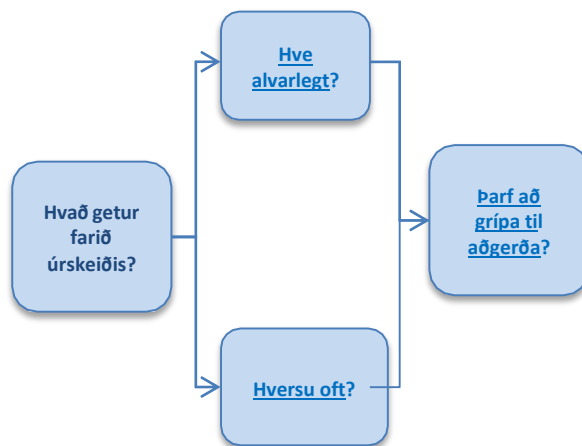 Hve
alvarlegt?
Hvað getur
farið
úrskeiðis?
Þarf að
grípa til
aðgerða?
Hversu oft?